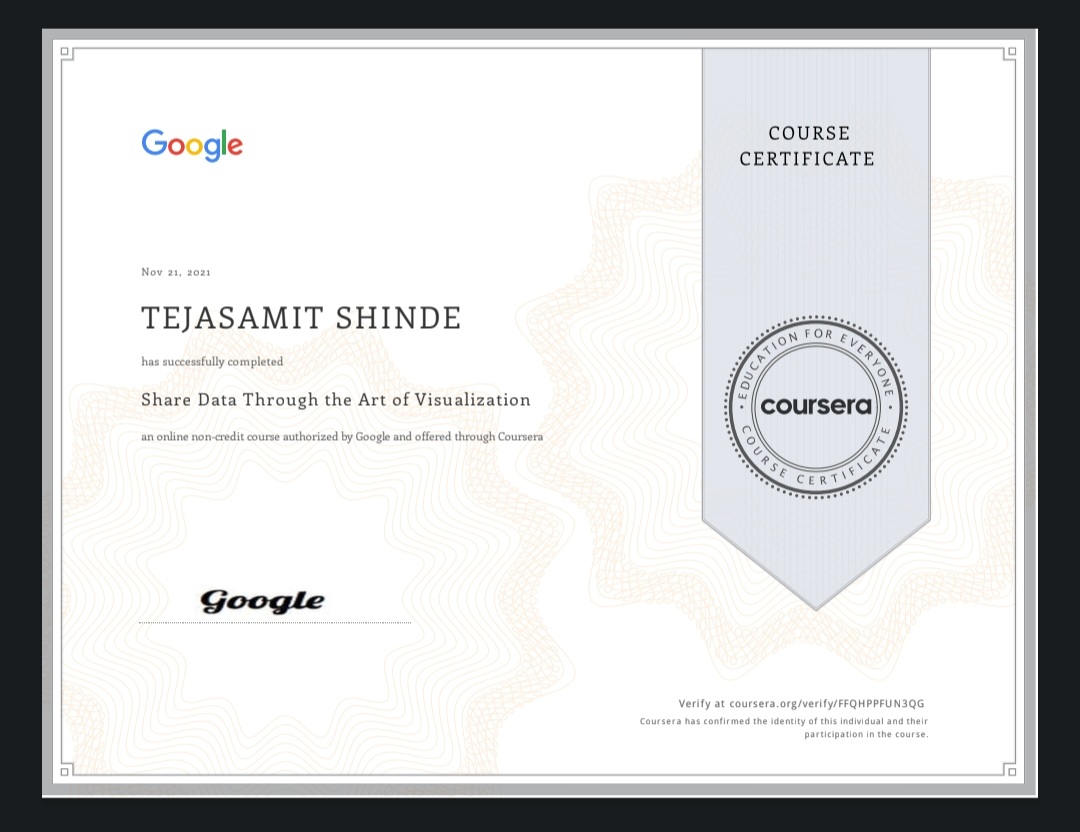 Google
COURSE
CERTIFICATE
Nov 21, 2021
TEJASAMIT SHINDE
has successfully completed
Share Data Through the Art of Visualization
an online non-credit course authorized by Google and offered through Coursera
EDUCATION FOR EVERYONE
coursera
COURSE CERTIFICATE
Google
Verify at coursera.org/verify/FFQHPPFUN3QG
Coursera has confirmed the identity of this individual and their
participation in the course.